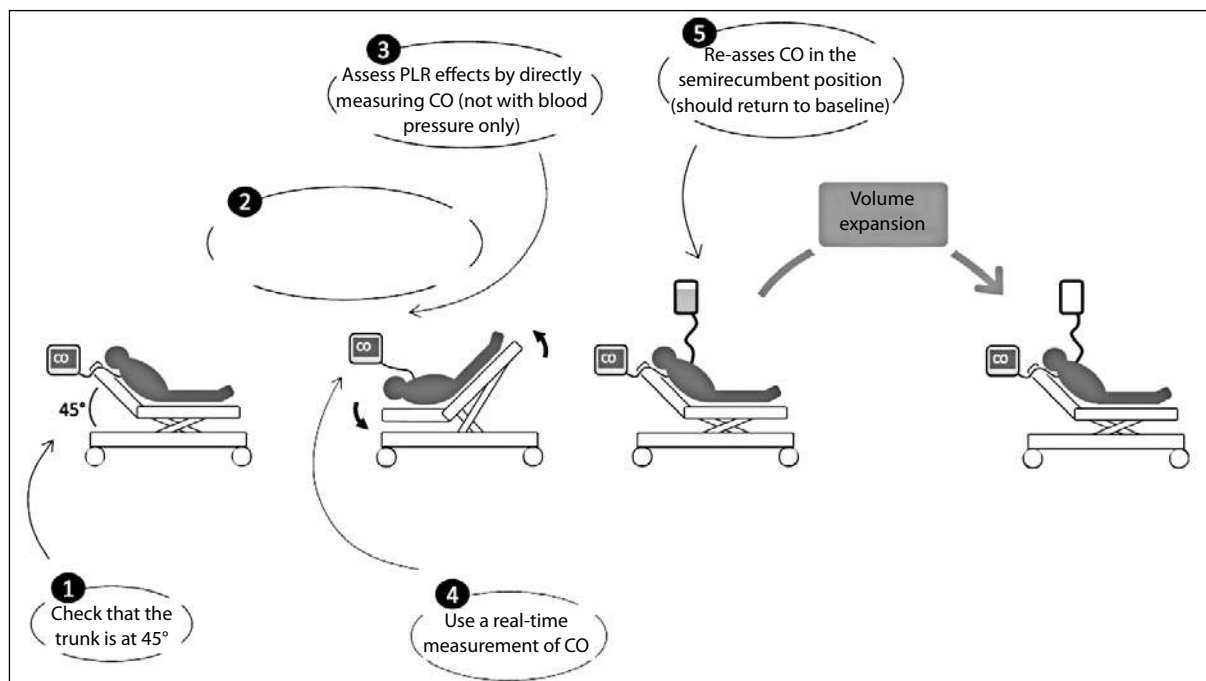 3
Assess PLR effects by directly
measuring CO (not with blood
pressure only)
5
Re-asses CO in the
semirecumbent position
(should return to baseline)
2
Volume
expansion
CO
45°
CO
CO
CO
1
Check that the
trunk is at 45°
4
Use a real-time
measurement of CO